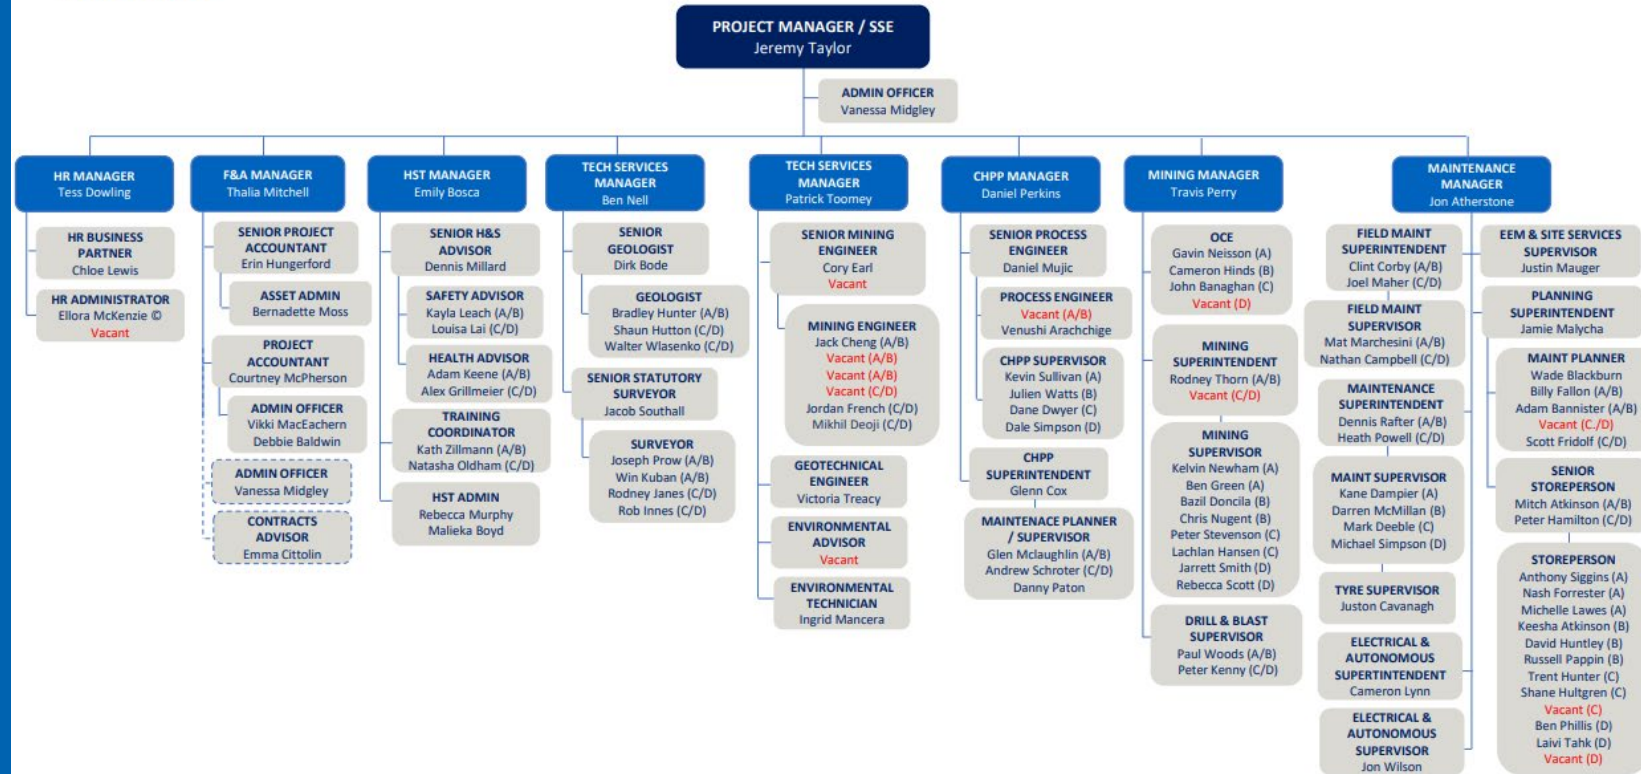 PROJECT MANAGER / SSE
Jeremy Taylor
ADMIN OFFICER
Vanessa Midgley
HR MANAGER
Tess Dowling
HR BUSINESS
PARTNER
Chloe Lewis
HR ADMINISTRATOR
Ellora McKenzie ©
Vacant
F&A MANAGER
Thalia Mitchell
SENIOR PROJECT
ACCOUNTANT
Erin Hungerford
ASSET ADMIN
Bernadette Moss
PROJECT
ACCOUNTANT
Courtney McPherson
ADMIN OFFICER
Vikki MacEachern
Debbie Baldwin
ADMIN OFFICER
Vanessa Midgley
CONTRACTS
ADVISOR
Emma Cittolin
HST MANAGER
Emily Bosca
SENIOR H&S
ADVISOR
Dennis Millard
SAFETY ADVISOR
Kayla Leach (A/B)
Louisa Lai (C/D)
HEALTH ADVISOR
Adam Keene (A/B)
Alex Grillmeier (C/D)
TRAINING
COORDINATOR
Kath Zillmann (A/B)
Natasha Oldham (C/D)
HST ADMIN
Rebecca Murphy
Malieka Boyd
TECH SERVICES
MANAGER
Ben Nell
SENIOR
GEOLOGIST
Dirk Bode
GEOLOGIST
Bradley Hunter (A/B)
Shaun Hutton (C/D)
Walter Wlasenko (C/D)
SENIOR STATUTORY
SURVEYOR
Jacob Southall
SURVEYOR
Joseph Prow (A/B)
Win Kuban (A/B)
Rodney Janes (C/D)
Rob Innes (C/D)
TECH SERVICES
MANAGER
Patrick Toomey
SENIOR MINING
ENGINEER
Cory Earl
Vacant
MINING ENGINEER
Jack Cheng (A/B)
Vacant (A/B)
Vacant (A/B)
Vacant (C/D)
Jordan French (C/D)
Mikhil Deoji (C/D)
GEOTECHNICAL
ENGINEER
Victoria Treacy
ENVIRONMENTAL
ADVISOR
Vacant
ENVIRONMENTAL
TECHNICIAN
Ingrid Mancera
CHPP MANAGER
Daniel Perkins
SENIOR PROCESS
ENGINEER
Daniel Mujic
PROCESS ENGINEER
Vacant (A/B)
Venushi Arachchige
CHPP SUPERVISOR
Kevin Sullivan (A)
Julien Watts (B)
Dane Dwyer (C)
Dale Simpson (D)
CHPP
SUPERINTENDENT
Glenn Cox
MAINTENACE PLANNER
/ SUPERVISOR
Glen Mclaughlin (A/B)
Andrew Schroter (C/D)
Danny Paton
MINING MANAGER
Travis Perry
OCE
Gavin Neisson (A)
Cameron Hinds (B)
John Banaghan (C)
Vacant (D)
MINING
SUPERINTENDENT
Rodney Thorn (A/B)
Vacant (C/D)
MINING
SUPERVISOR
Kelvin Newham (A)
Ben Green (A)
Bazil Doncila (B)
Chris Nugent (B)
Peter Stevenson (C)
Lachlan Hansen (C)
Jarrett Smith (D)
Rebecca Scott (D)
DRILL & BLAST
SUPERVISOR
Paul Woods (A/B)
Peter Kenny (C/D)
MAINTENANCE
MANAGER
Jon Atherstone
FIELD MAINT
SUPERINTENDENT
Clint Corby (A/B)
Joel Maher (C/D)
FIELD MAINT
SUPERVISOR
Mat Marchesini (A/B)
Nathan Campbell (C/D)
MAINTENANCE
SUPERINTENDENT
Dennis Rafter (A/B)
Heath Powell (C/D)
MAINT SUPERVISOR
Kane Dampier (A)
Darren McMillan (B)
Mark Deeble (C)
Michael Simpson (D)
TYRE SUPERVISOR
Juston Cavanagh
ELECTRICAL &
AUTONOMOUS
SUPERTINTENDENT
Cameron Lynn
ELECTRICAL &
AUTONOMOUS
SUPERVISOR
Jon Wilson
EEM & SITE SERVICES
SUPERVISOR
Justin Mauger
PLANNING
SUPERINTENDENT
Jamie Malycha
MAINT PLANNER
Wade Blackburn
Billy Fallon (A/B)
Adam Bannister (A/B)
Vacant (C./D)
Scott Fridolf (C/D)
SENIOR
STOREPERSON
Mitch Atkinson (A/B)
Peter Hamilton (C/D)
STOREPERSON
Anthony Siggins (A)
Nash Forrester (A)
Michelle Lawes (A)
Keesha Atkinson (B)
David Huntley (B)
Russell Pappin (B)
Trent Hunter (C)
Shane Hultgren (C)
Vacant (C)
Ben Phillis (D)
Laivi Tahk (D)
Vacant (D)